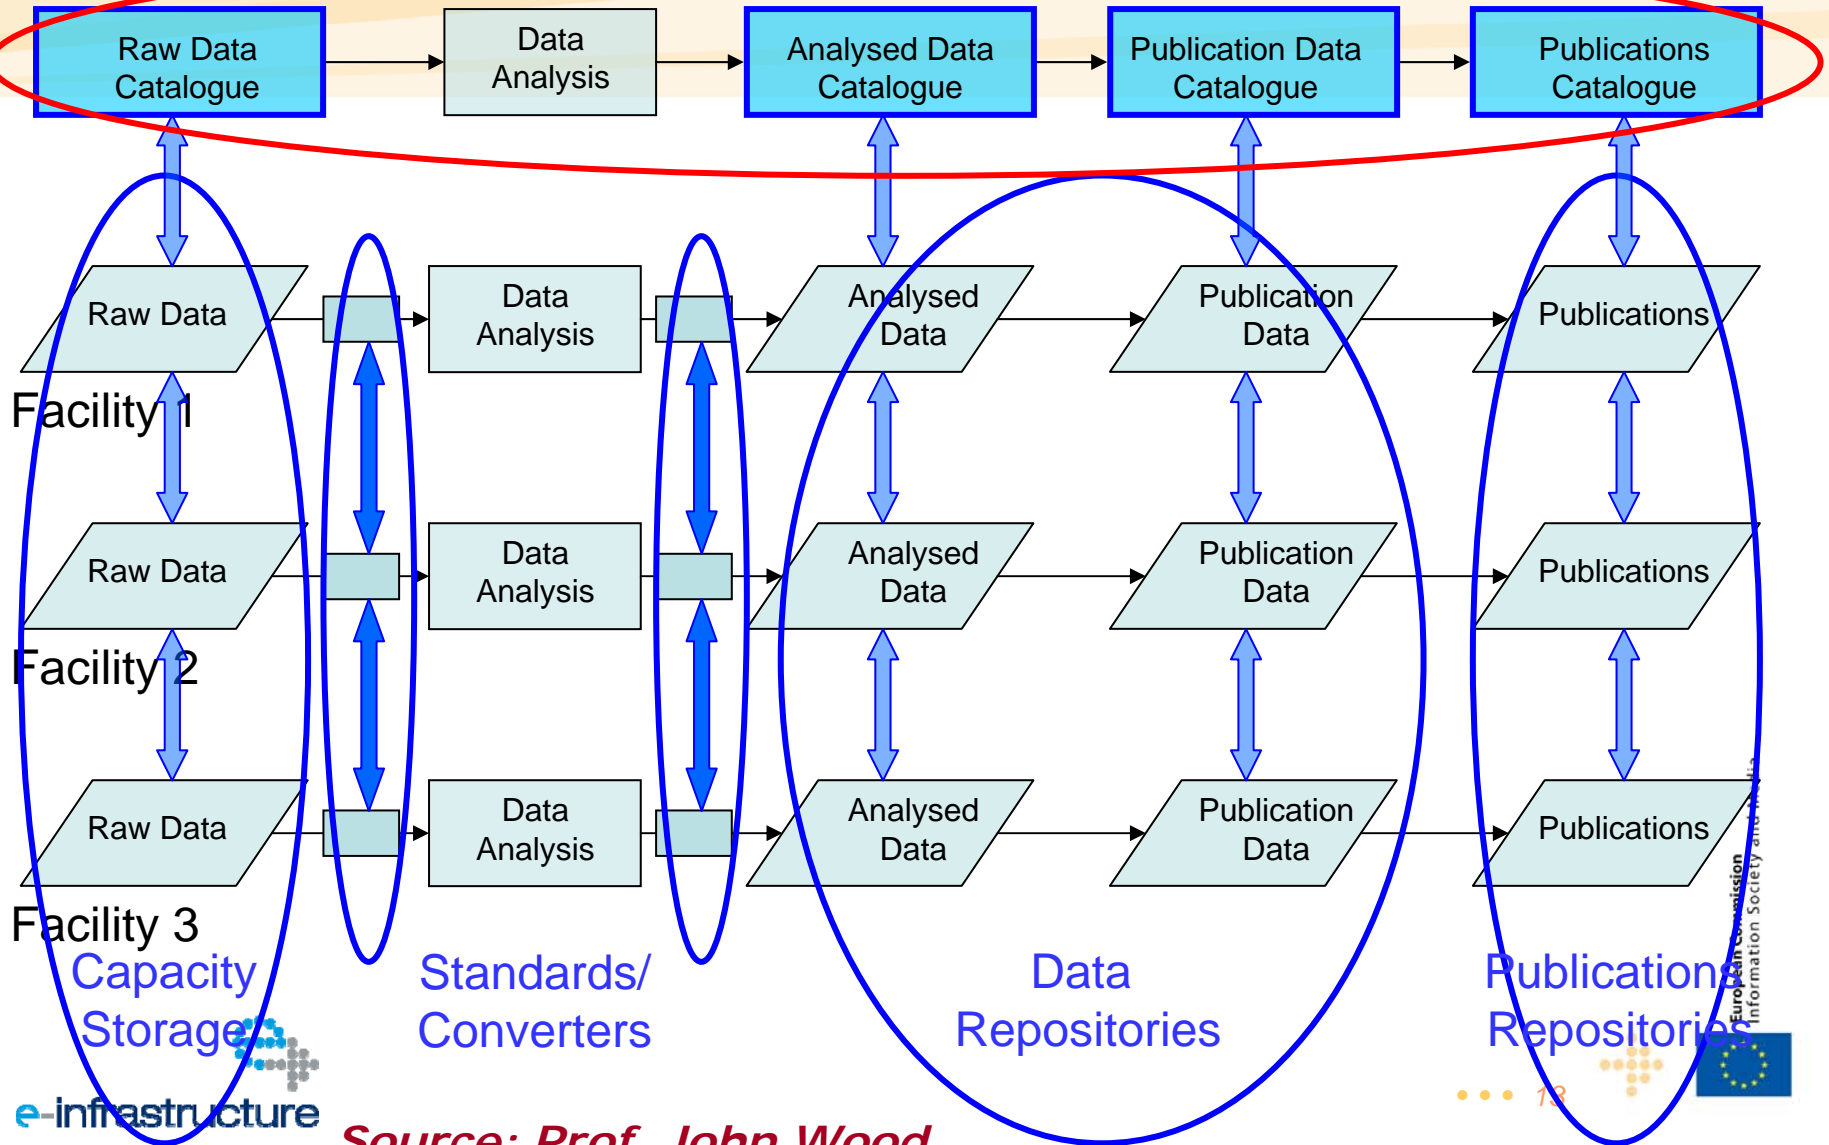 Raw Data
Catalogue
Data
Analysis
Analysed Data
Catalogue
Publication Data
Catalogue
Publications
Catalogue
Raw Data
Data
Analysis
Analysed
Data
Publication
Data
Publications
Facility 1
Raw Data
Data
Analysis
Analysed
Data
Publication
Data
Publications
Facility 2
Raw Data
Data
Analysis
Analysed
Data
Publication
Data
Publications
Facility 3
Capacity
Storage
Standards/
Converters
Data
Repositories
Publications
Repositories
European Commission
Information Society and Media
e-infrastructure
Source: Prof. John Wood
13